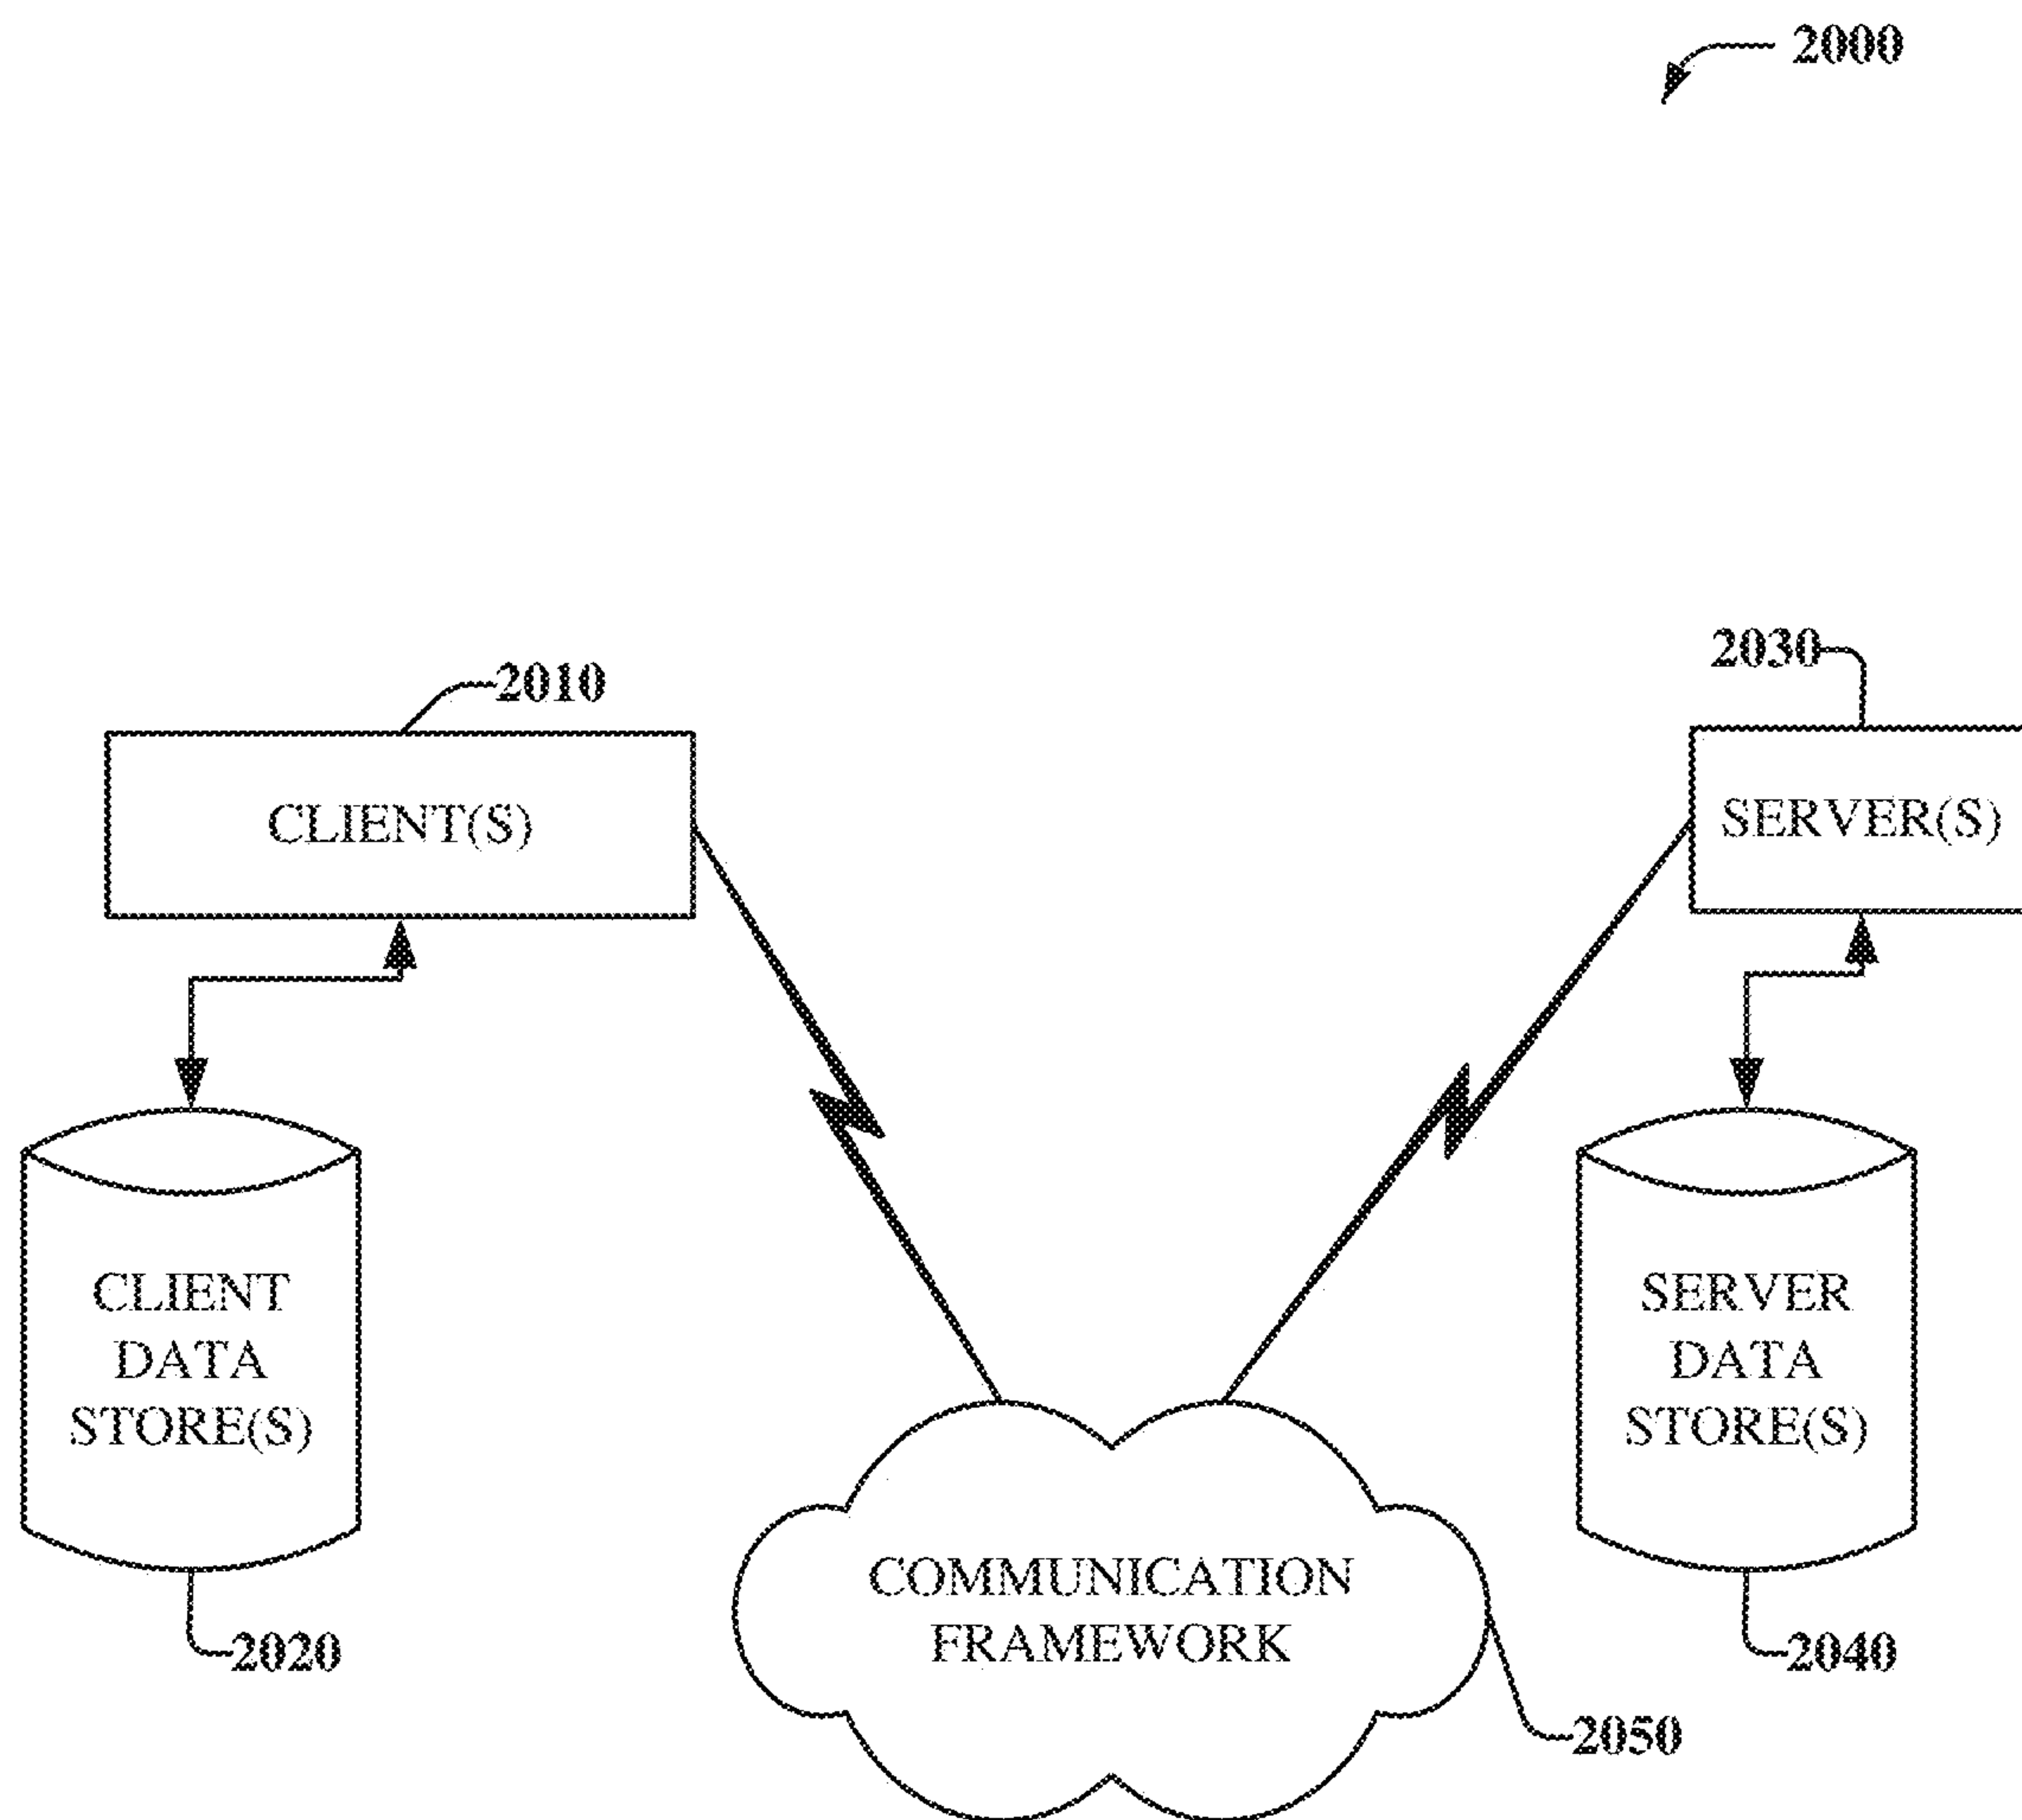 2000
2010
2030
CLIENT(S)
SERVER(S)
CLIENT
DATA
STORE(S)
SERVER
DATA
STORE(S)
COMMUNICATION
FRAMEWORK
2020
2040
2050